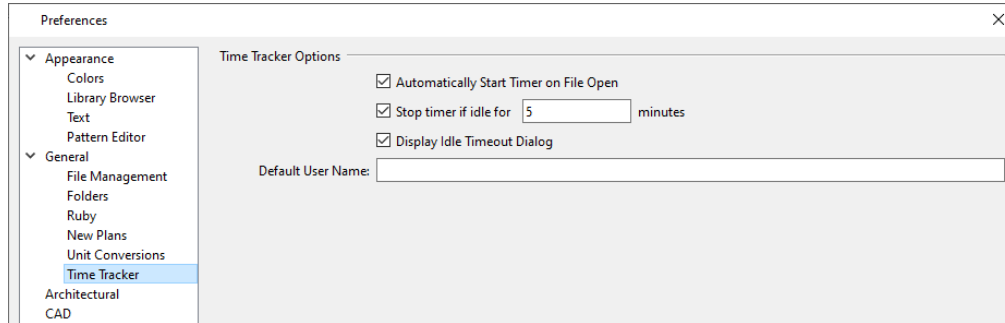 Preferences
Appearance
Colors
Library Browser
Text
Pattern Editor
General
File Management
Folders
Ruby
New Plans
Unit Conversions
Time Tracker
Architectural
CAD
Time Tracker Options
Automatically Start Timer on File Open
Stop timer if idle for 5 minutes
Display Idle Timeout Dialog
Default User Name: